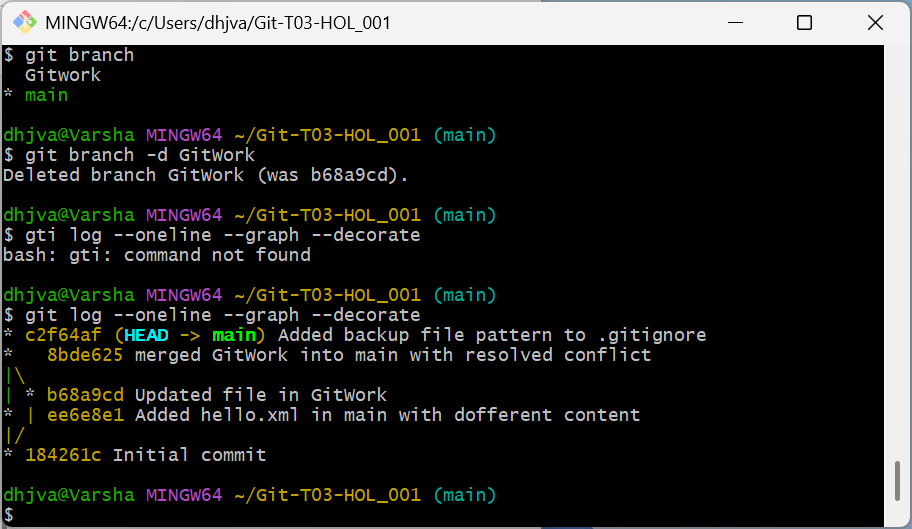 MINGW64:/c/Users/dhjva/Git-T03-HOL_001
$ git branch
  Gitwork
* main

dhjva@Varsha MINGW64 ~/Git-T03-HOL_001 (main)
$ git branch -d GitWork
Deleted branch GitWork (was b68a9cd).

dhjva@Varsha MINGW64 ~/Git-T03-HOL_001 (main)
$ gti log --oneline --graph --decorate
bash: gti: command not found

dhjva@Varsha MINGW64 ~/Git-T03-HOL_001 (main)
$ git log --oneline --graph --decorate
* c2f64af (HEAD -> main) Added backup file pattern to .gitignore
*   8bde625 merged GitWork into main with resolved conflict
|\
| * b68a9cd Updated file in GitWork
* | ee6e8e1 Added hello.xml in main with dofferent content
|/
* 184261c Initial commit

dhjva@Varsha MINGW64 ~/Git-T03-HOL_001 (main)
$